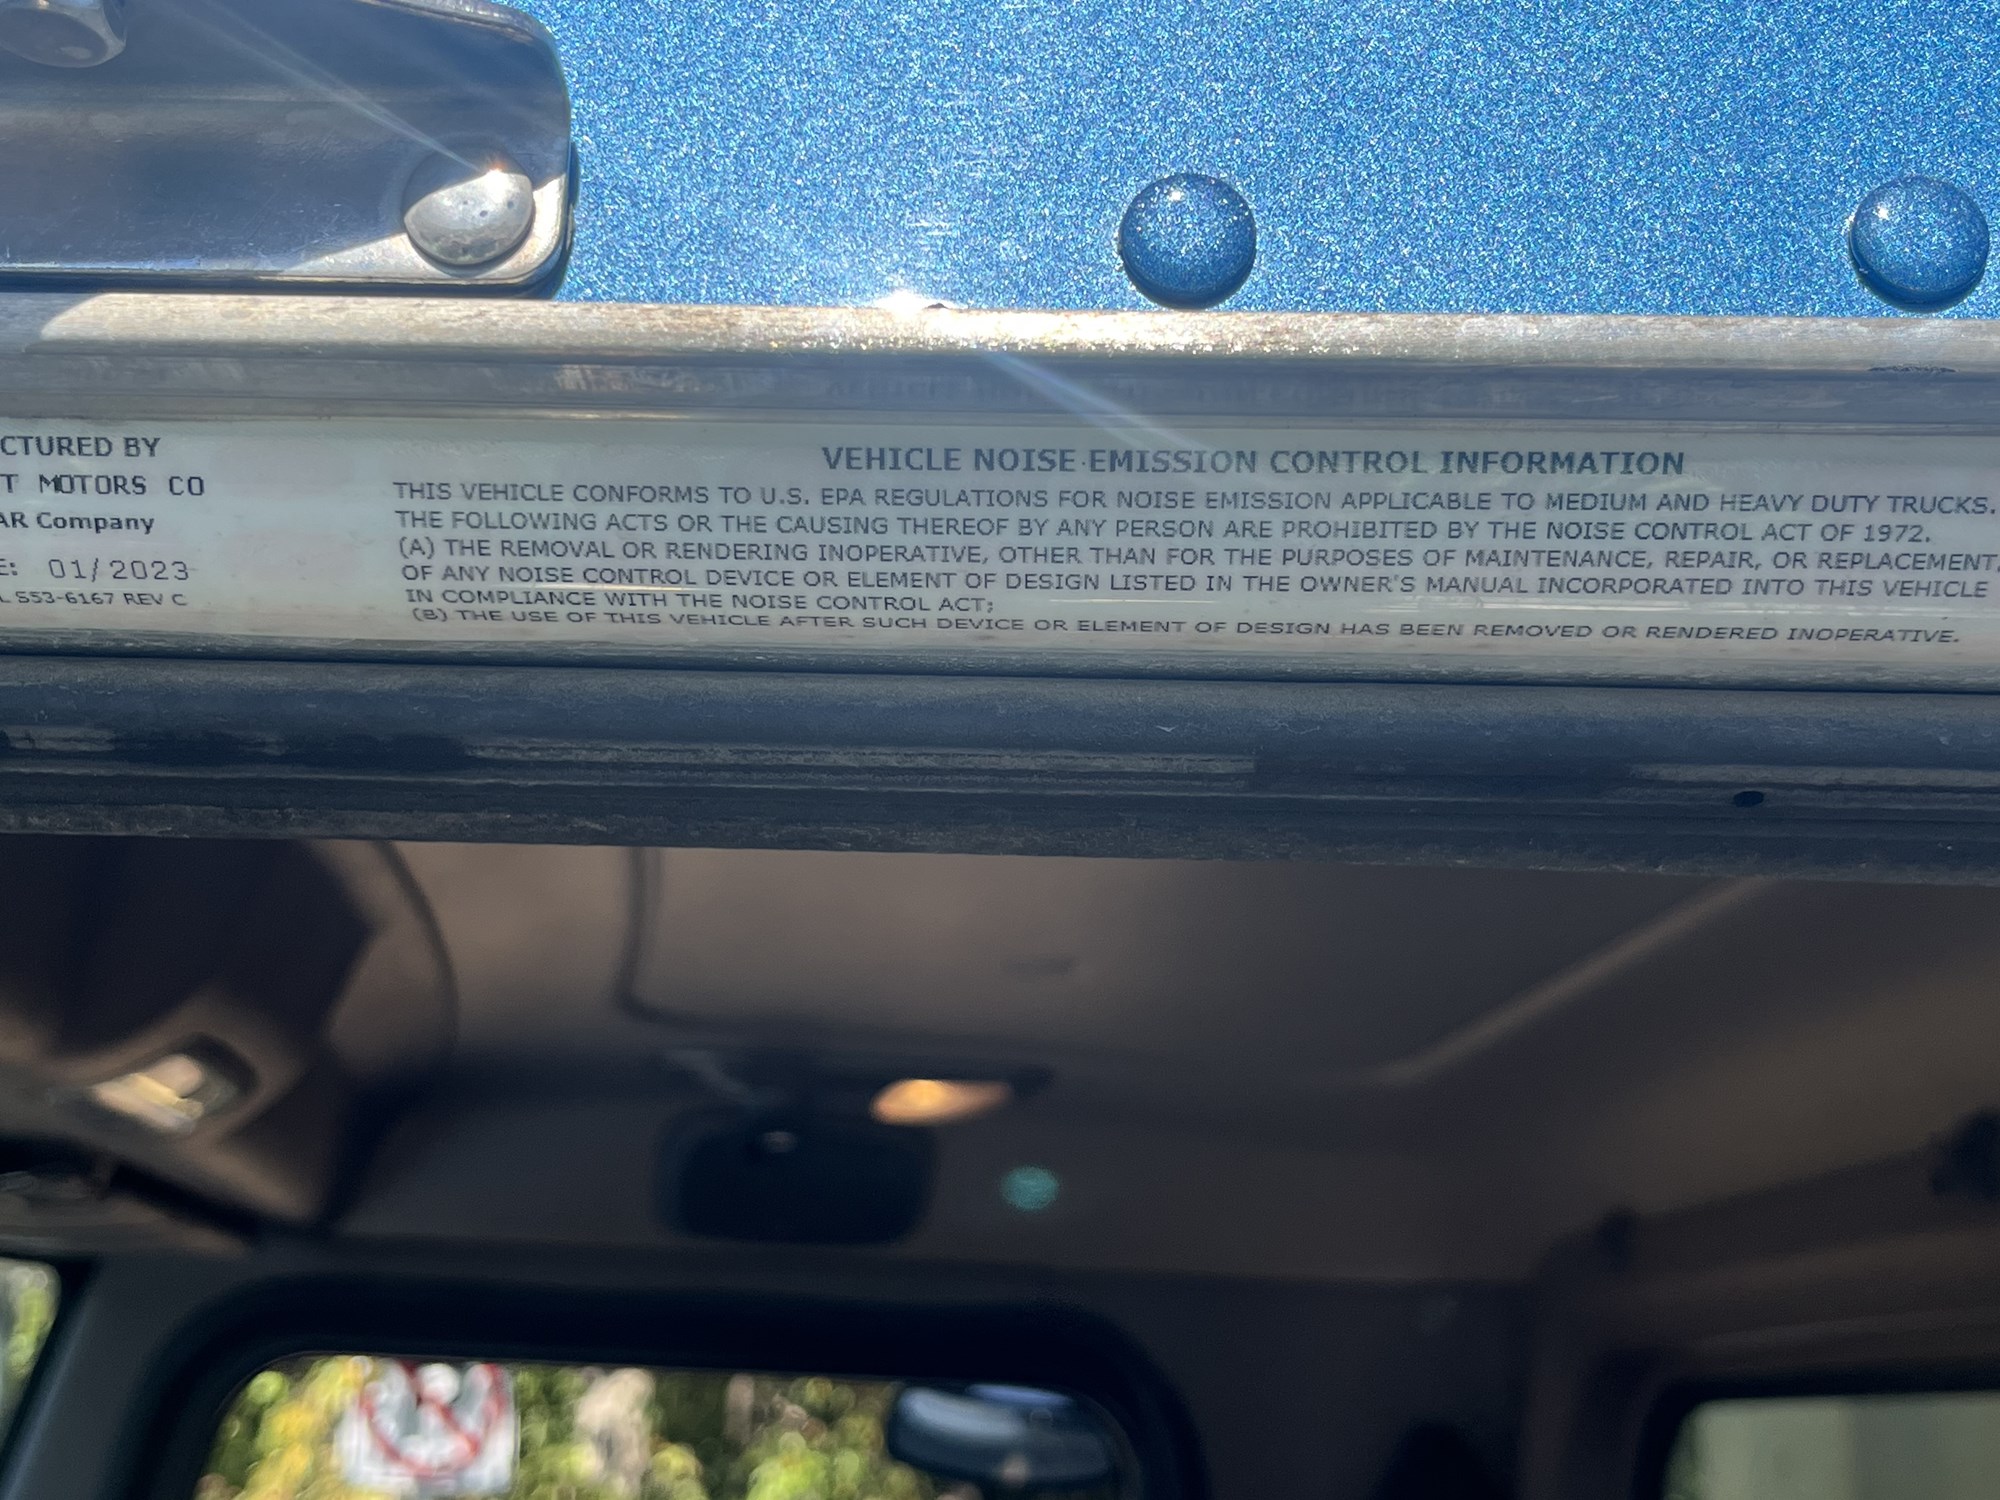 CTURED BY
T MOTORS CO
AR Company
E: 01/2023
L S53-6167 REV C
VEHICLE NOISE EMISSION CONTROL INFORMATION
THIS VEHICLE CONFORMS TO U.S. EPA REGULATIONS FOR NOISE EMISSION APPLICABLE TO MEDIUM AND HEAVY DUTY TRUCKS.
THE FOLLOWING ACTS OR THE CAUSING THEREOF BY ANY PERSON ARE PROHIBITED BY THE NOISE CONTROL ACT OF 1972.
(A) THE REMOVAL OR RENDERING INOPERATIVE, OTHER THAN FOR THE PURPOSES OF MAINTENANCE, REPAIR, OR REPLACEMENT,
OF ANY NOISE CONTROL DEVICE OR ELEMENT OF DESIGN LISTED IN THE OWNER'S MANUAL INCORPORATED INTO THIS VEHICLE
IN COMPLIANCE WITH THE NOISE CONTROL ACT;
(B) THE USE OF THIS VEHICLE AFTER SUCH DEVICE OR ELEMENT OF DESIGN HAS BEEN REMOVED OR RENDERED INOPERATIVE.